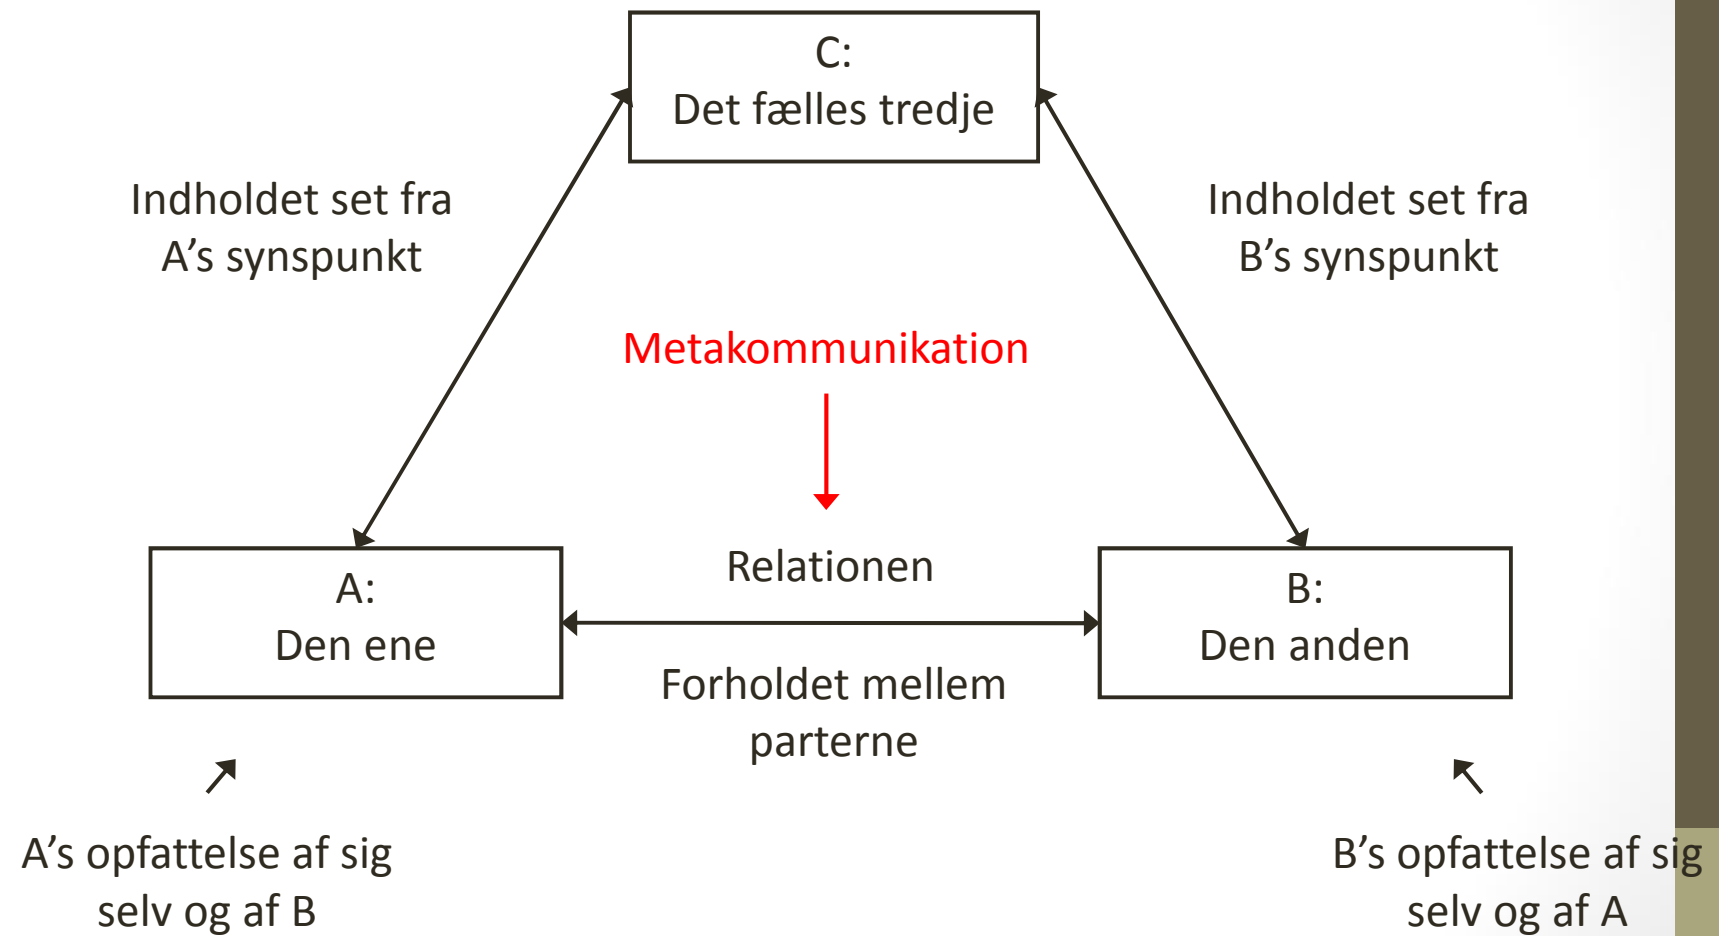 C:
Det fælles tredje
Indholdet set fra
A’s synspunkt
Indholdet set fra
B’s synspunkt
Metakommunikation
Relationen
A:
Den ene
B:
Den anden
Forholdet mellem
parterne
A’s opfattelse af sig
selv og af B
B’s opfattelse af sig
selv og af A